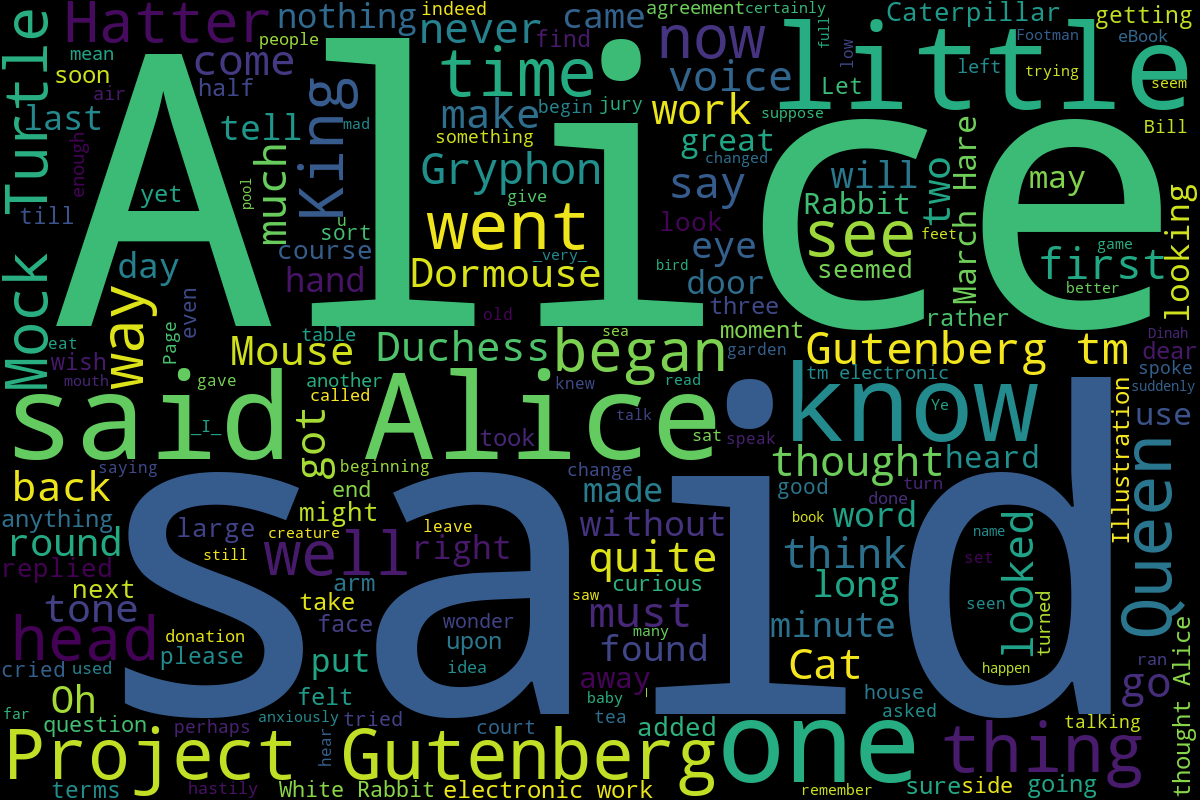 Alice
said
little
said Alice
one
know
Project Gutenberg
thing
Queen
King
Hatter
Mock Turtle
time
now
went
see
began
well
head
way
Gutenberg tm
thought
never
nothing
come
came
voice
work
make
say
great
Gryphon
Dormouse
Mouse
Duchess
tell
last
much
day
first
looking
March Hare
two
will
Rabbit
may
eye
door
seemed
rather
moment
three
hand
course
sort
got
back
round
tone
replied
next
anything
large
might
end
right
made
without
quite
must
found
curious
away
minute
Cat
think
long
word
heard
looked
use
dear
go
Oh
put
felt
take
face
arm
please
upon
wonder
idea
question
cried
used
terms
White Rabbit
electronic work
added
sure
side
going
thought Alice
Illustration
turned
talking
ran
Caterpillar
getting
eBook
Footman
trying
left
Let
full
low
seem
Bill
agreement
certainly
indeed
find
people
half
mean
soon
air
enough
till
yet
pool
mad
something
begin
jury
suppose
changed
give
look
_very_
bird
feet
game
better
u
even
Page
eat
wish
mouth
table
old
sea
garden
Dinah
spoke
suddenly
tm electronic
Ye
gave
another
called
knew
read
talk
took
sat
speak
_I_
saying
beginning
change
good
turn
done
book
name
set
seen
happen
creature
leave
still
donation
saw
many
baby
I
tea
house
asked
court
tried
anxiously
perhaps
hear
hastily
far
remember